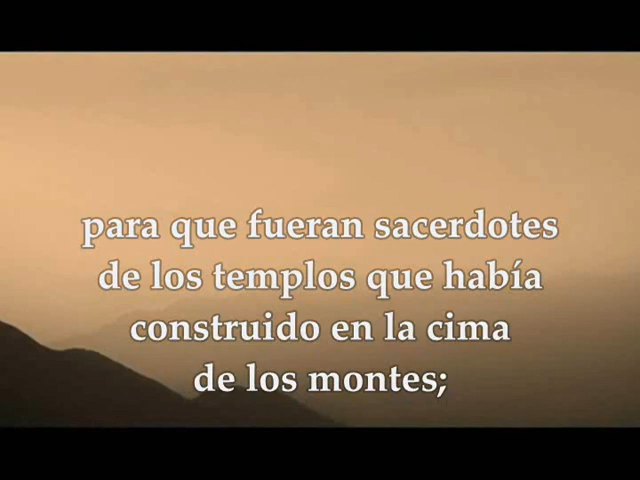 para que fueran sacerdotes
de los templos que había
construido en la cima
de los montes;